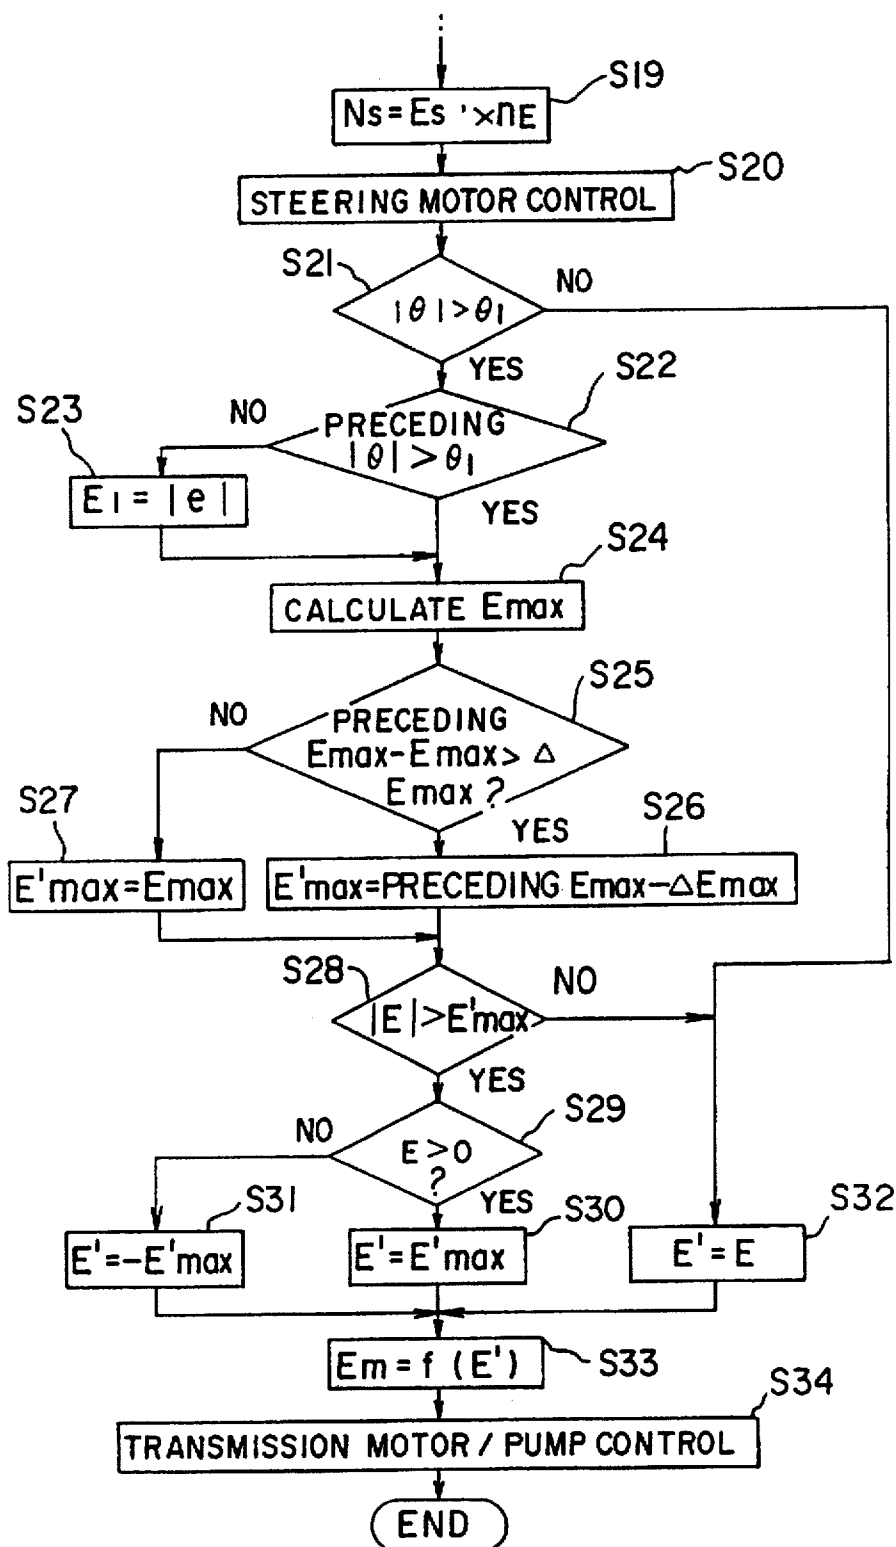 S19
Ns=Es'×nE
S20
STEERING MOTOR CONTROL
S21
NO
|θ|>θ1
YES
S22
S23
NO
PRECEDING
|θ|>θ1
E1=|e|
YES
S24
CALCULATE Emax
S25
NO
PRECEDING
Emax-Emax> Δ
Emax?
S27
YES
S26
E'max=Emax
E'max=PRECEDING Emax-ΔEmax
S28
NO
|E|>E'max
YES
S29
NO
E>0
?
YES
S31
S30
S32
E'=-E'max
E'=E'max
E'=E
Em=f (E')
S33
S34
TRANSMISSION MOTOR/PUMP CONTROL
END